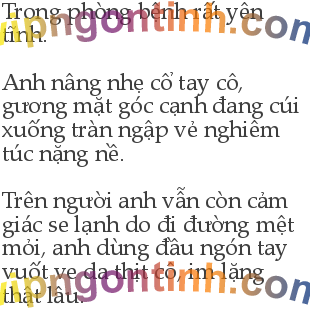 Trong phòng bệnh rất yên
tĩnh.
Anh nâng nhẹ cổ tay cô,
gương mặt góc cạnh đang cúi
xuống tràn ngập vẻ nghiêm
túc nặng nề.
Trên người anh vẫn còn cảm
giác se lạnh do đi đường mệt
mỏi, anh dùng đầu ngón tay
vuốt ve da thịt cô, im lặng
thật lâu.